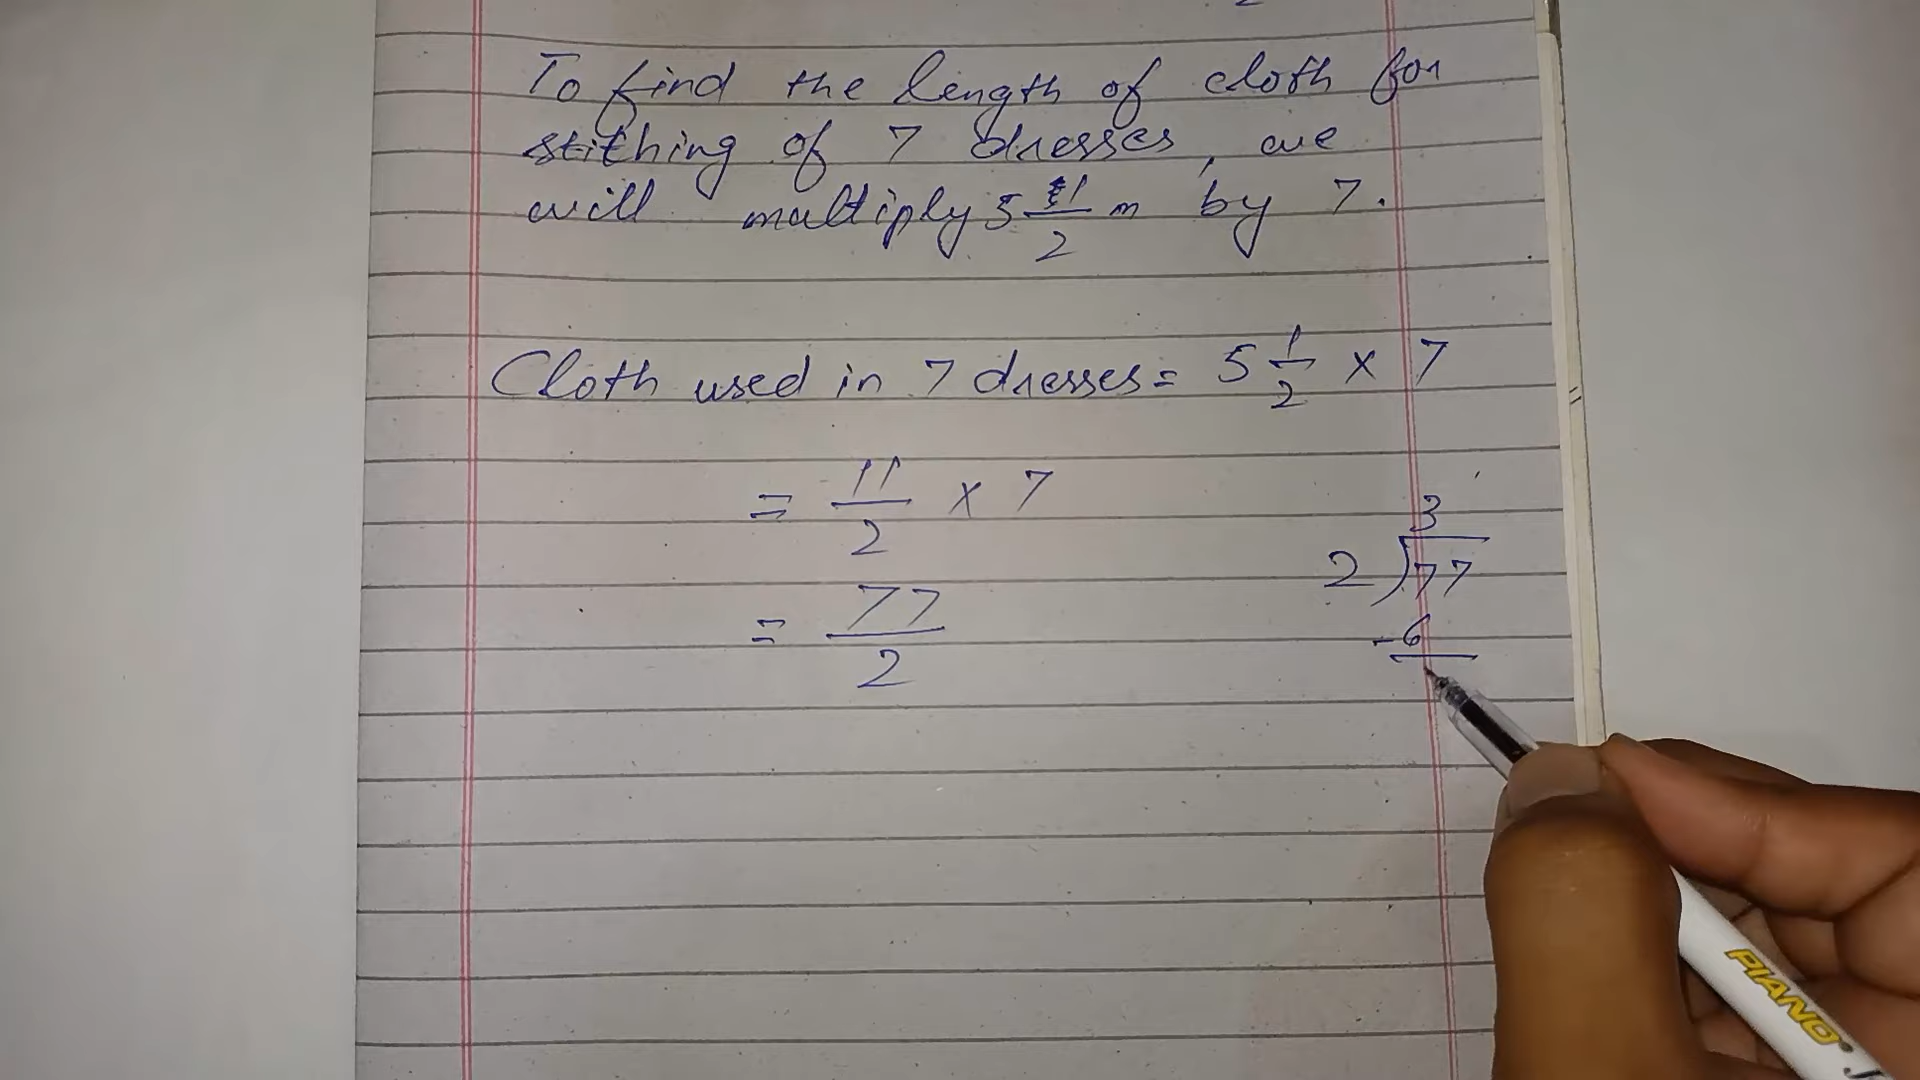 To find the length of cloth for
stithing of 7 dresses, we
will multiply 5 1/2 m by 7.
Cloth used in 7 dresses = 5 1/2 x 7
= 11/2 x 7
= 77/2
3
2 ) 77
- 6
PIANO